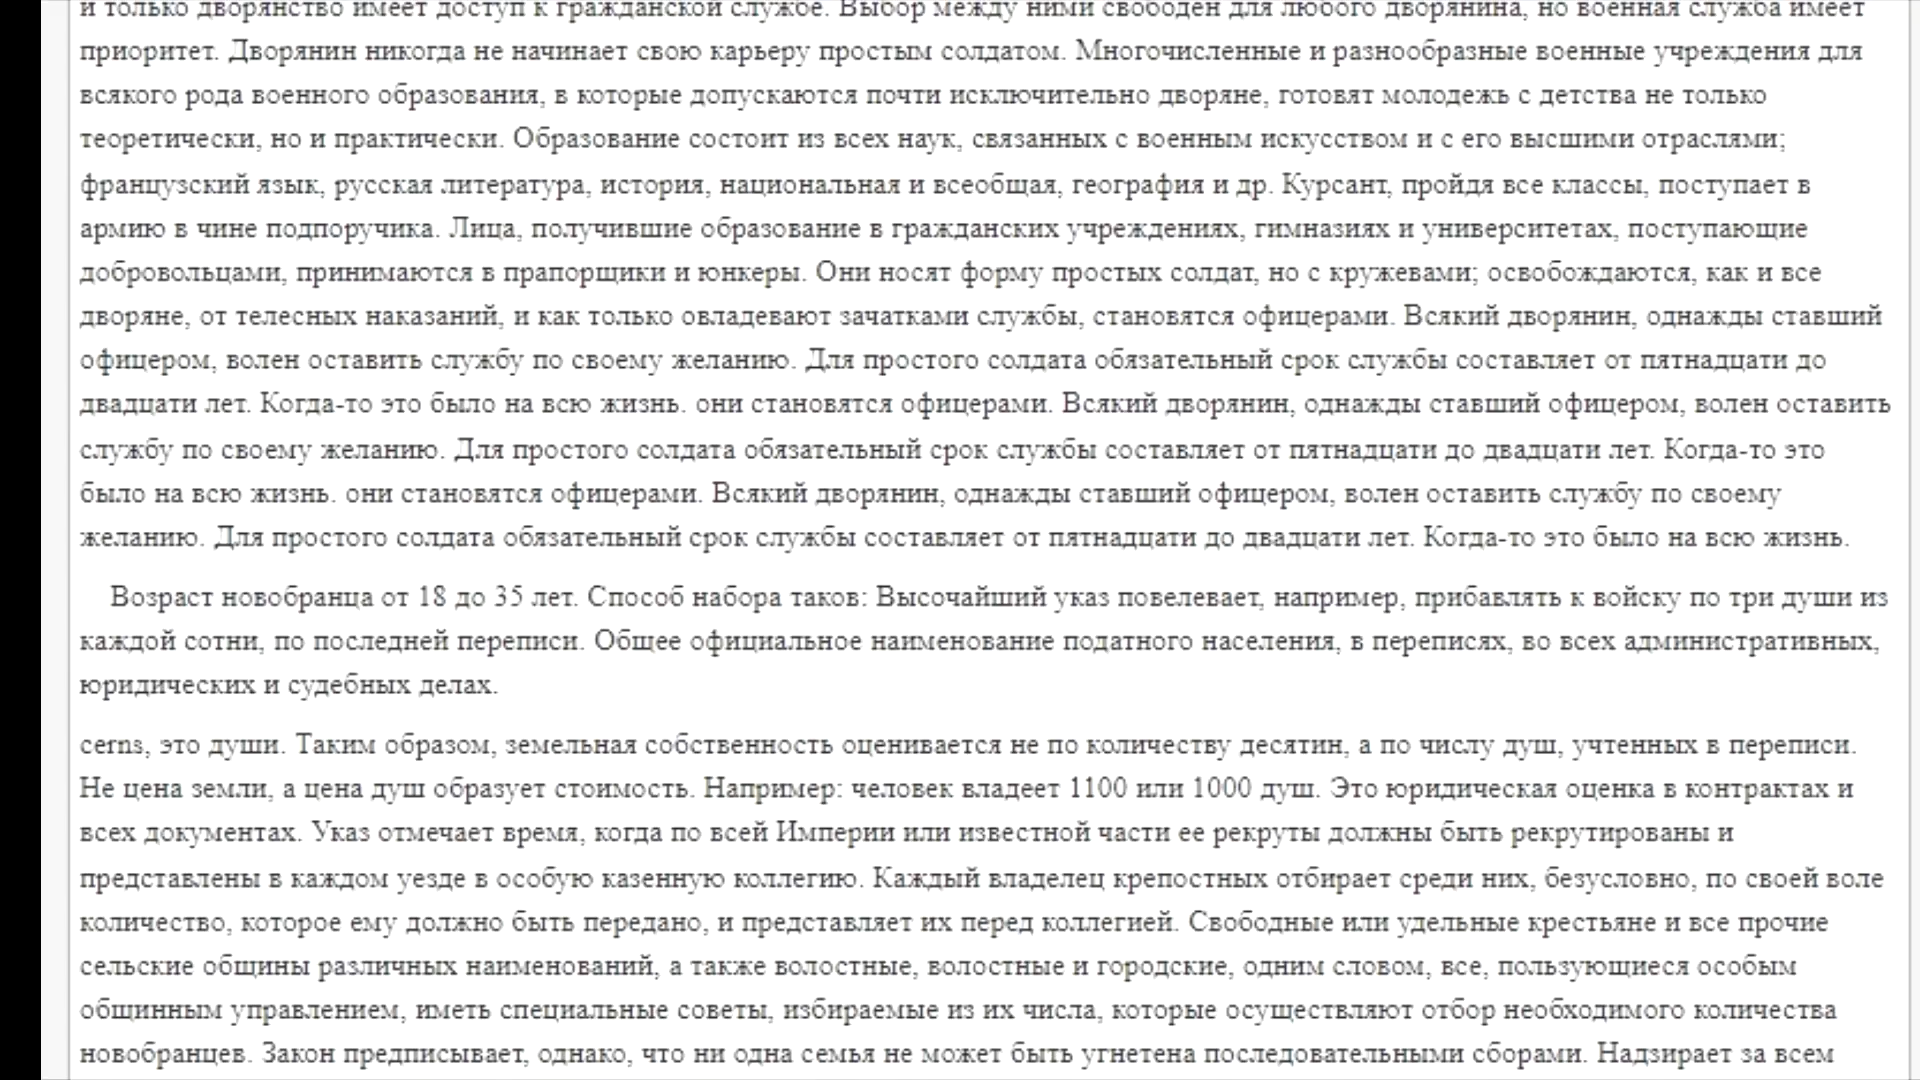 и только дворянство имеет доступ к гражданской службе. Выбор между ними свободен для любого дворянина, но военная служба имеет
приоритет. Дворянин никогда не начинает свою карьеру простым солдатом. Многочисленные и разнообразные военные учреждения для
всякого рода военного образования, в которые допускаются почти исключительно дворяне, готовят молодежь с детства не только
теоретически, но и практически. Образование состоит из всех наук, связанных с военным искусством и с его высшими отраслями;
французский язык, русская литература, история, национальная и всеобщая, география и др. Курсант, пройдя все классы, поступает в
армию в чине подпоручика. Лица, получившие образование в гражданских учреждениях, гимназиях и университетах, поступающие
добровольцами, принимаются в прапорщики и юнкеры. Они носят форму простых солдат, но с кружевами; освобождаются, как и все
дворяне, от телесных наказаний, и как только овладевают зачатками службы, становятся офицерами. Всякий дворянин, однажды ставший
офицером, волен оставить службу по своему желанию. Для простого солдата обязательный срок службы составляет от пятнадцати до
двадцати лет. Когда-то это было на всю жизнь. они становятся офицерами. Всякий дворянин, однажды ставший офицером, волен оставить
службу по своему желанию. Для простого солдата обязательный срок службы составляет от пятнадцати до двадцати лет. Когда-то это
было на всю жизнь. они становятся офицерами. Всякий дворянин, однажды ставший офицером, волен оставить службу по своему
желанию. Для простого солдата обязательный срок службы составляет от пятнадцати до двадцати лет. Когда-то это было на всю жизнь.
Возраст новобранца от 18 до 35 лет. Способ набора таков: Высочайший указ повелевает, например, прибавлять к войску по три души из
каждой сотни, по последней переписи. Общее официальное наименование податного населения, в переписях, во всех административных,
юридических и судебных делах.
cerns, это души. Таким образом, земельная собственность оценивается не по количеству десятин, а по числу душ, учтенных в переписи.
Не цена земли, а цена душ образует стоимость. Например: человек владеет 1100 или 1000 душ. Это юридическая оценка в контрактах и
всех документах. Указ отмечает время, когда по всей Империи или известной части ее рекруты должны быть рекрутированы и
представлены в каждом уезде в особую казенную коллегию. Каждый владелец крепостных отбирает среди них, безусловно, по своей воле
количество, которое ему должно быть передано, и представляет их перед коллегией. Свободные или удельные крестьяне и все прочие
сельские общины различных наименований, а также волостные, волостные и городские, одним словом, все, пользующиеся особым
общинным управлением, иметь специальные советы, избираемые из их числа, которые осуществляют отбор необходимого количества
новобранцев. Закон предписывает, однако, что ни одна семья не может быть угнетена последовательными сборами. Надзирает за всем